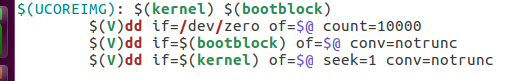 $(UCOREIMG): $(kernel) $(bootblock)
$(V)dd if=/dev/zero of=$@ count=10000
$(V)dd if=$(bootblock) of=$@ conv=notrunc
$(V)dd if=$(kernel) of=$@ seek=1 conv=notrunc